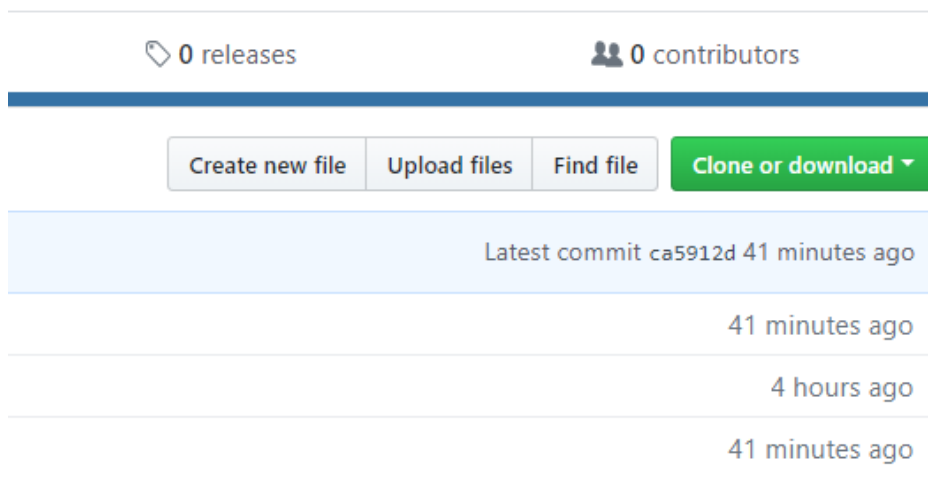 0 releases 0 contributors
Create new file Upload files Find file Clone or download
Latest commit ca5912d 41 minutes ago
41 minutes ago
4 hours ago
41 minutes ago